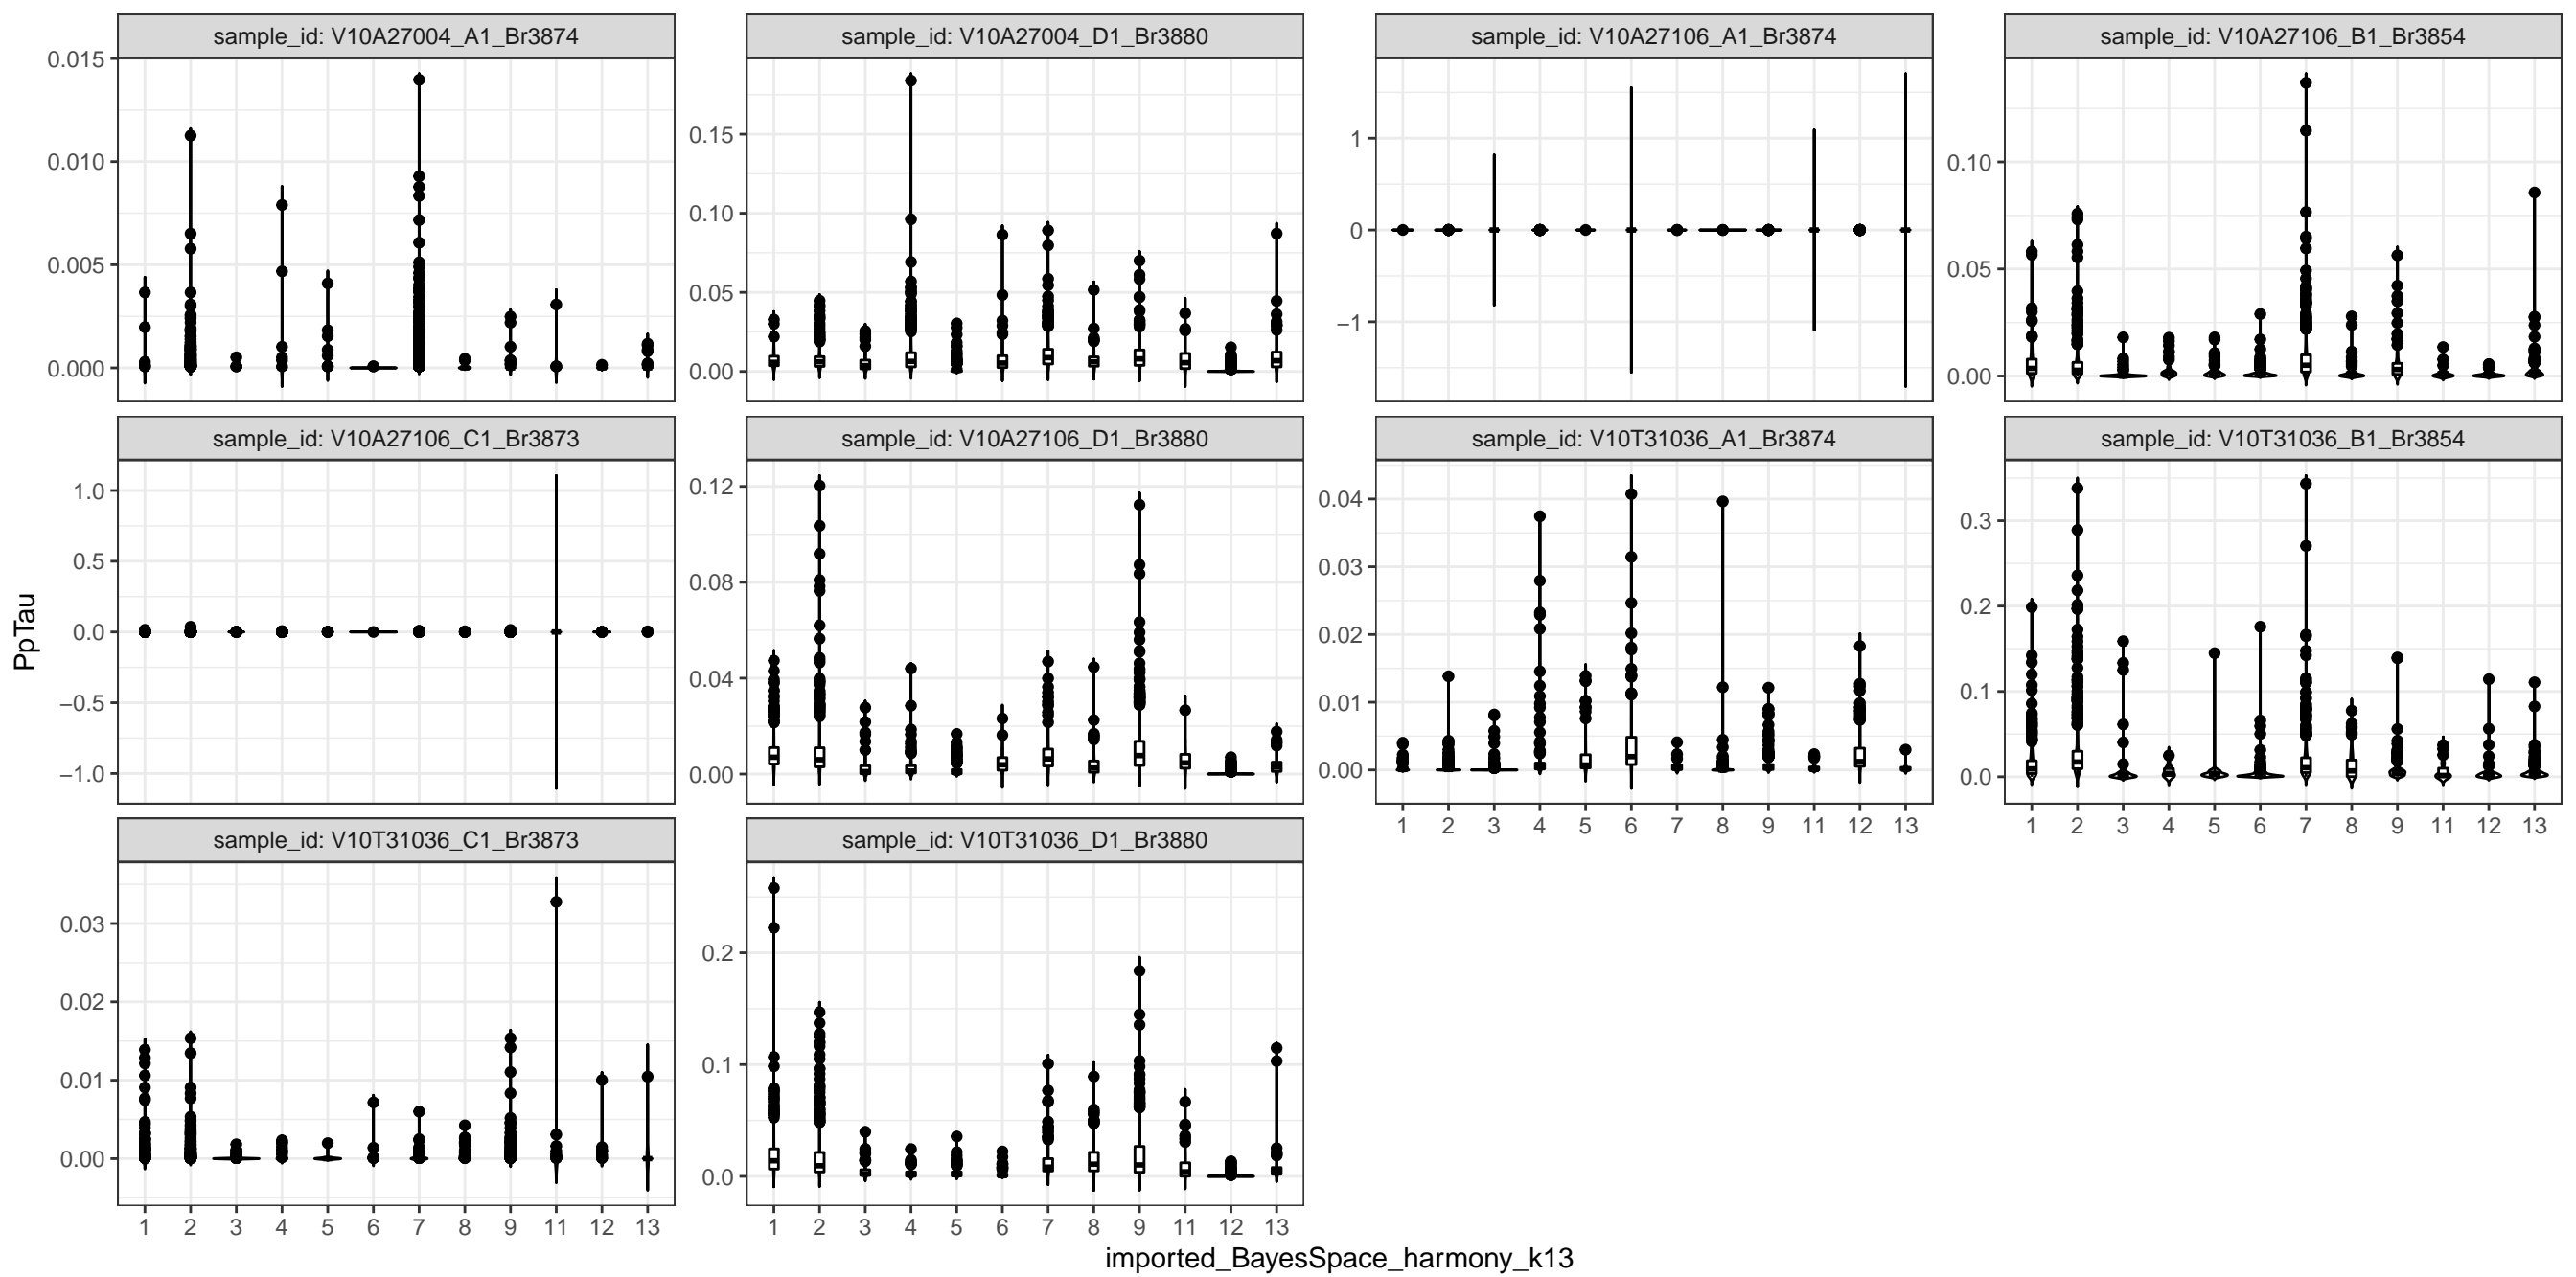 sample_id: V10A27004_A1_Br3874
sample_id: V10A27004_D1_Br3880
sample_id: V10A27106_A1_Br3874
sample_id: V10A27106_B1_Br3854
0.015
0.010
0.005
0.000
0.15
0.10
0.05
0.00
1
0
−1
0.10
0.05
0.00
sample_id: V10A27106_C1_Br3873
sample_id: V10A27106_D1_Br3880
sample_id: V10T31036_A1_Br3874
sample_id: V10T31036_B1_Br3854
1.0
0.5
0.0
−0.5
−1.0
0.12
0.08
0.04
0.00
0.04
0.03
0.02
0.01
0.00
0.3
0.2
0.1
0.0
1 2 3 4 5 6 7 8 9 11 12 13
1 2 3 4 5 6 7 8 9 11 12 13
sample_id: V10T31036_C1_Br3873
sample_id: V10T31036_D1_Br3880
0.03
0.02
0.01
0.00
0.2
0.1
0.0
1 2 3 4 5 6 7 8 9 11 12 13
1 2 3 4 5 6 7 8 9 11 12 13
PpTau
imported_BayesSpace_harmony_k13